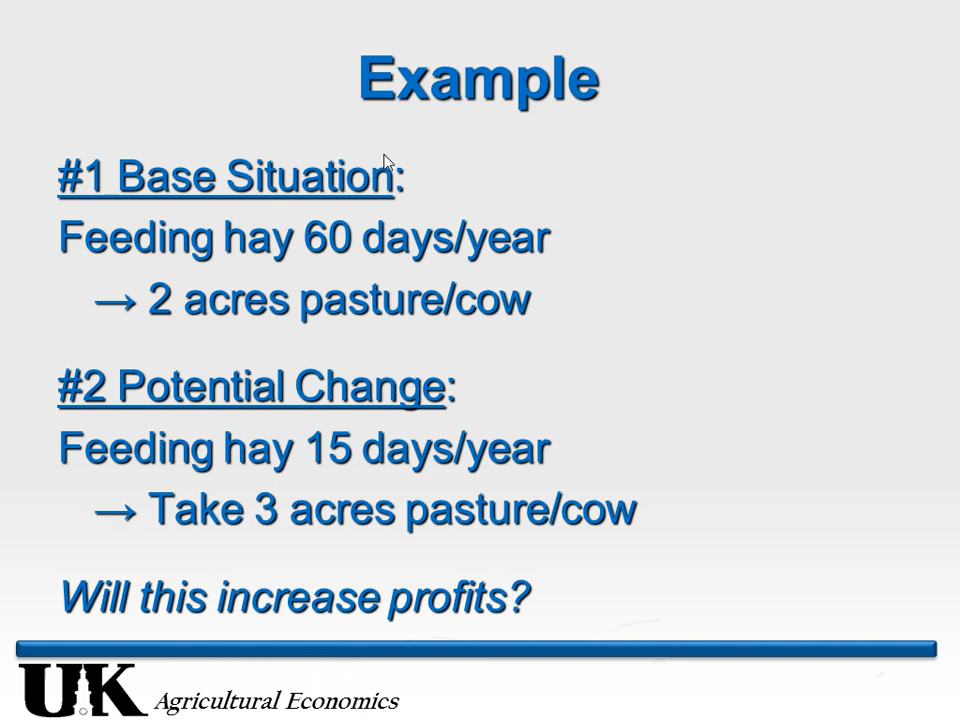 Example
#1 Base Situation:
Feeding hay 60 days/year
→ 2 acres pasture/cow
#2 Potential Change:
Feeding hay 15 days/year
→ Take 3 acres pasture/cow
Will this increase profits?
UK Agricultural Economics